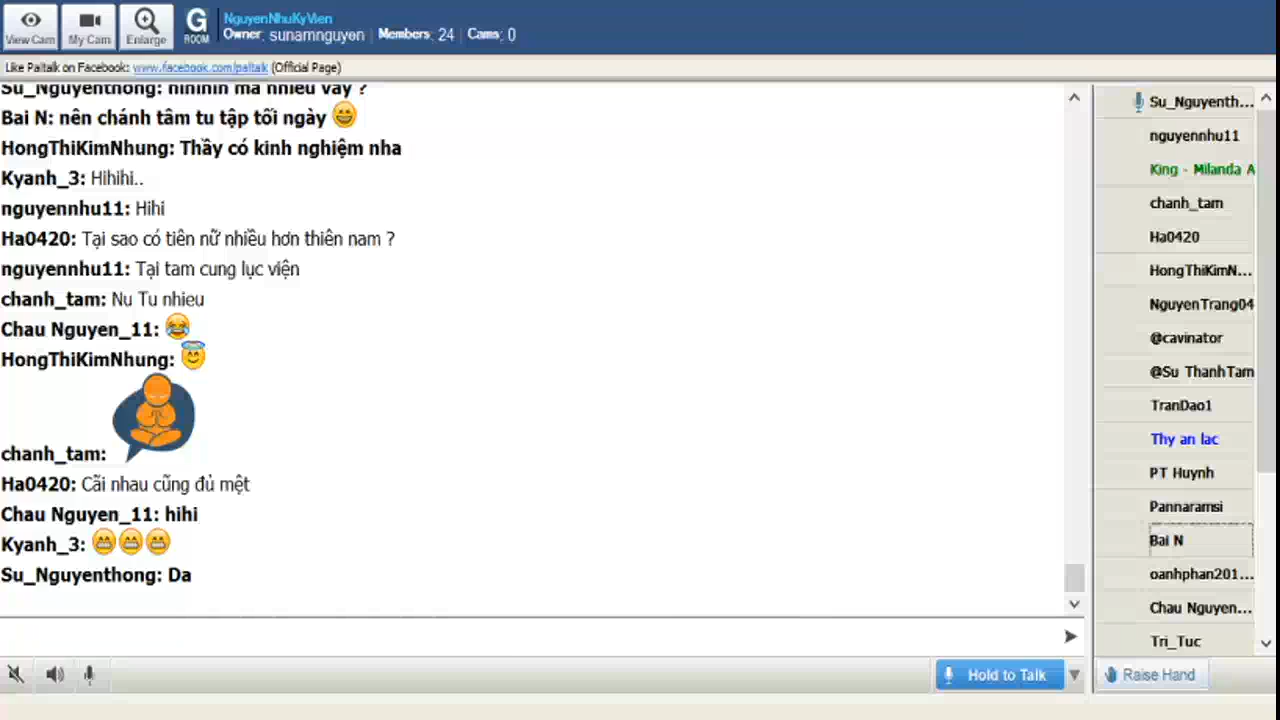 View Cam
My Cam
Enlarge
G
ROOM
NguyenNhuKyVien
Owner: sunamnguyen | Members: 24 | Cams: 0
Like Paltalk on Facebook: www.facebook.com/paltalk (Official Page)
Su_Nguyenthong: hihihih mà nhiều vậy ?
Bai N: nên chánh tâm tu tập tối ngày
HongThiKimNhung: Thầy có kinh nghiệm nha
Kyanh_3: Hihihi..
nguyennhu11: Hihi
Ha0420: Tại sao có tiên nữ nhiều hơn thiên nam ?
nguyennhu11: Tại tam cung lục viện
chanh_tam: Nu Tu nhieu
Chau Nguyen_11:
HongThiKimNhung:
chanh_tam:
Ha0420: Cãi nhau cũng đủ mệt
Chau Nguyen_11: hihi
Kyanh_3:
Su_Nguyenthong: Da
Su_Nguyenth...
nguyennhu11
King - Milanda A
chanh_tam
Ha0420
HongThiKimN...
NguyenTrang04
@cavinator
@Su ThanhTam
TranDao1
Thy an lac
PT Huynh
Pannaramsi
Bai N
oanhphan201...
Chau Nguyen...
Tri_Tuc
Hold to Talk
Raise Hand